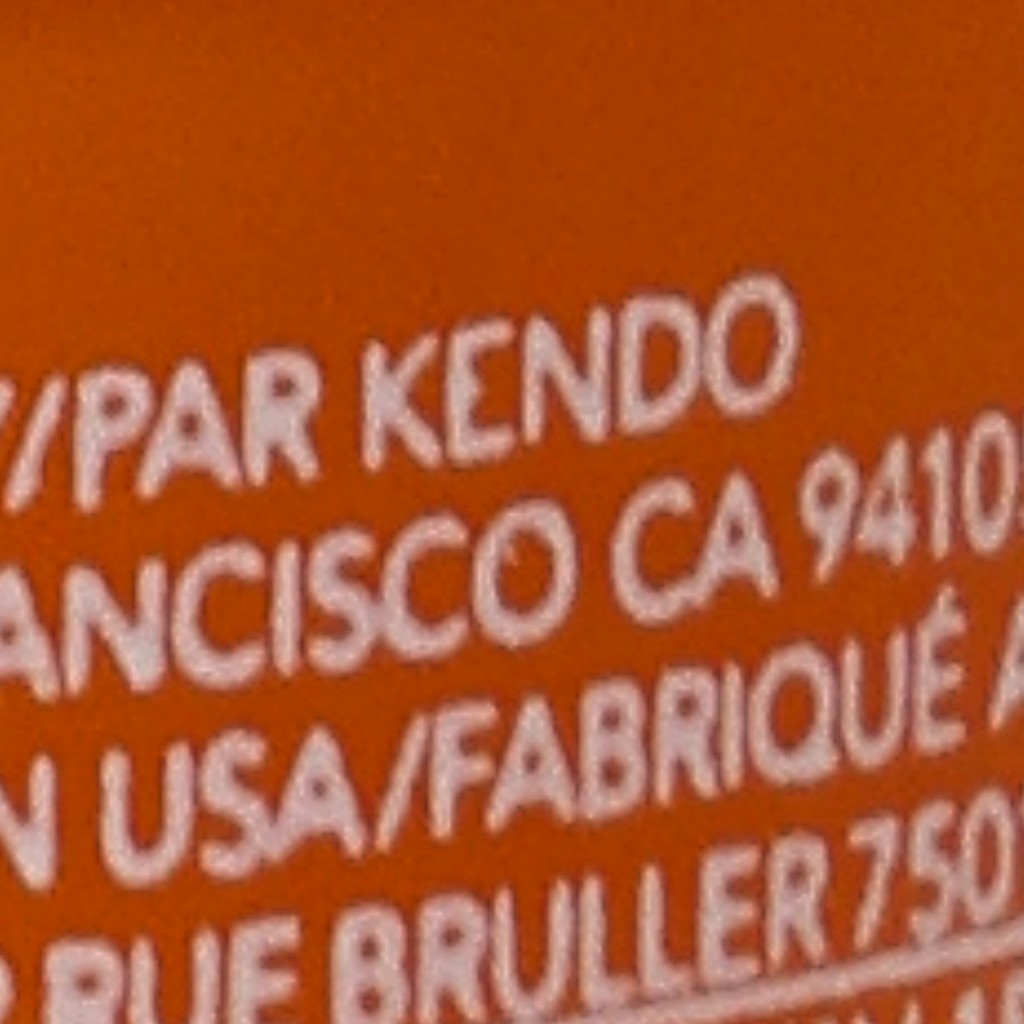 /PAR KENDO
ANCISCO CA 9410
N USA/FABRIQUÉ A
RUE BRULLER 750